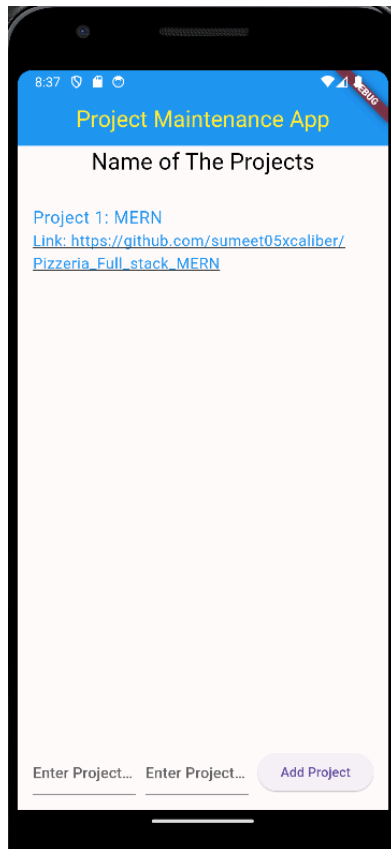 8:37
DEBUG
Project Maintenance App
Name of The Projects
Project 1: MERN
Link: https://github.com/sumeet05xcaliber/
Pizzeria_Full_stack_MERN
Enter Project... Enter Project... Add Project